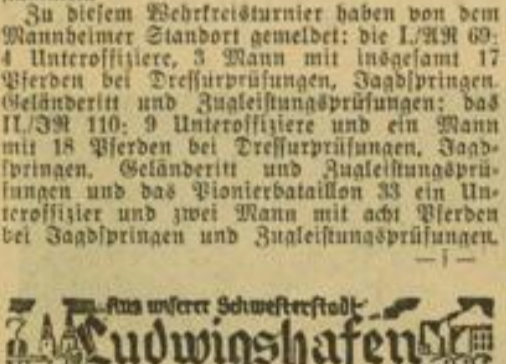 Zu diesem Wehrkreisturnier haben von dem
Mannheimer Standort gemeldet: die I./AR 69:
4 Unteroffiziere, 3 Mann mit insgesamt 17
Pferden bei Dressurprüfungen, Jagdspringen,
Geländeritt und Zugleistungsprüfungen; das
II./IR 110: 9 Unteroffiziere und ein Mann
mit 18 Pferden bei Dressurprüfungen, Jagd-
springen, Geländeritt und Zugleistungsprü-
fungen und das Pionierbataillon 33 ein Un-
teroffizier und zwei Mann mit acht Pferden
bei Jagdspringen und Zugleistungsprüfungen.
Aus unserer Schwesterstadt
Ludwigshafen